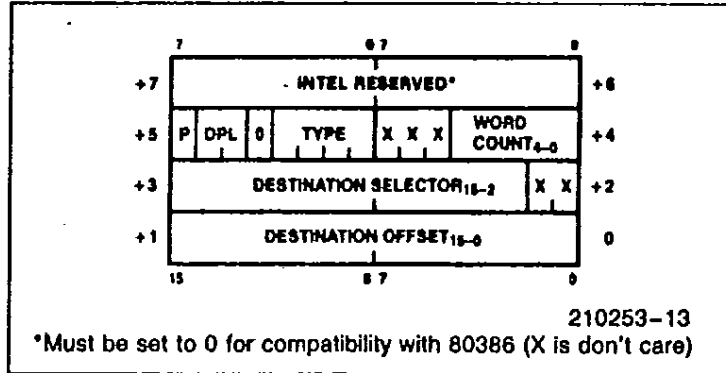 7 0 7 0
+7 INTEL RESERVED* +6
+5 P DPL 0 TYPE X X X WORD COUNT4–0 +4
+3 DESTINATION SELECTOR15–2 X X +2
+1 DESTINATION OFFSET15–0 0
15 8 7 0
210253–13
*Must be set to 0 for compatibility with 80386 (X is don't care)